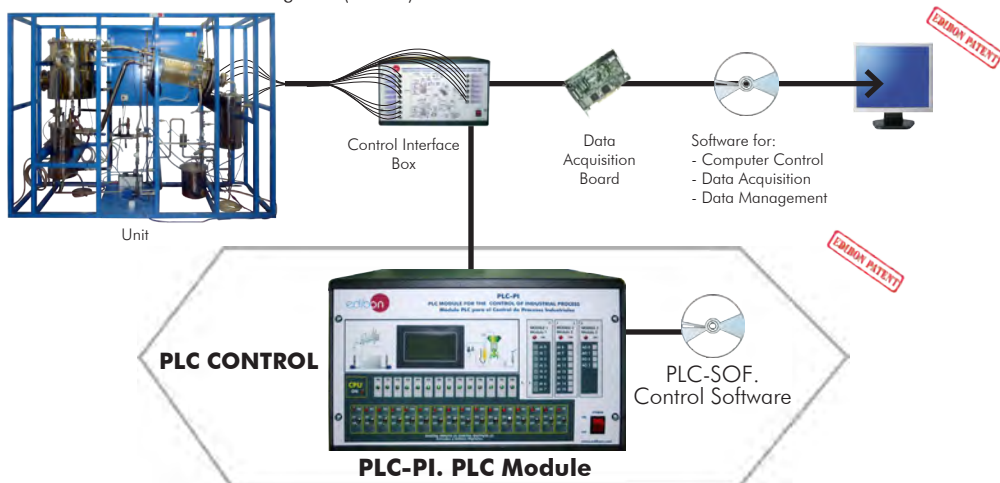 EDIBON PATENT
Unit
Control Interface
Box
Data
Acquisition
Board
Software for:
- Computer Control
- Data Acquisition
- Data Management
EDIBON PATENT
PLC CONTROL
edibon
PLC-PI
PLC MODULE FOR THE CONTROL OF INDUSTRIAL PROCESS
Módulo PLC para el Control de Procesos Industriales
CPU
PLC-SOF.
Control Software
PLC-PI. PLC Module